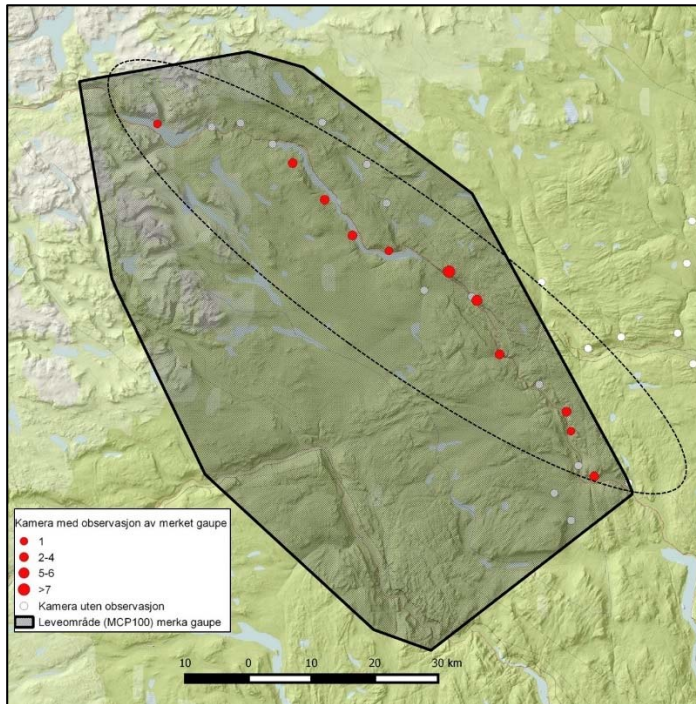 Kamera med observasjon av merket gaupe
1
2-4
5-6
>7
Kamera uten observasjon
Leveområde (MCP100) merka gaupe
10 0 10 20 30 km